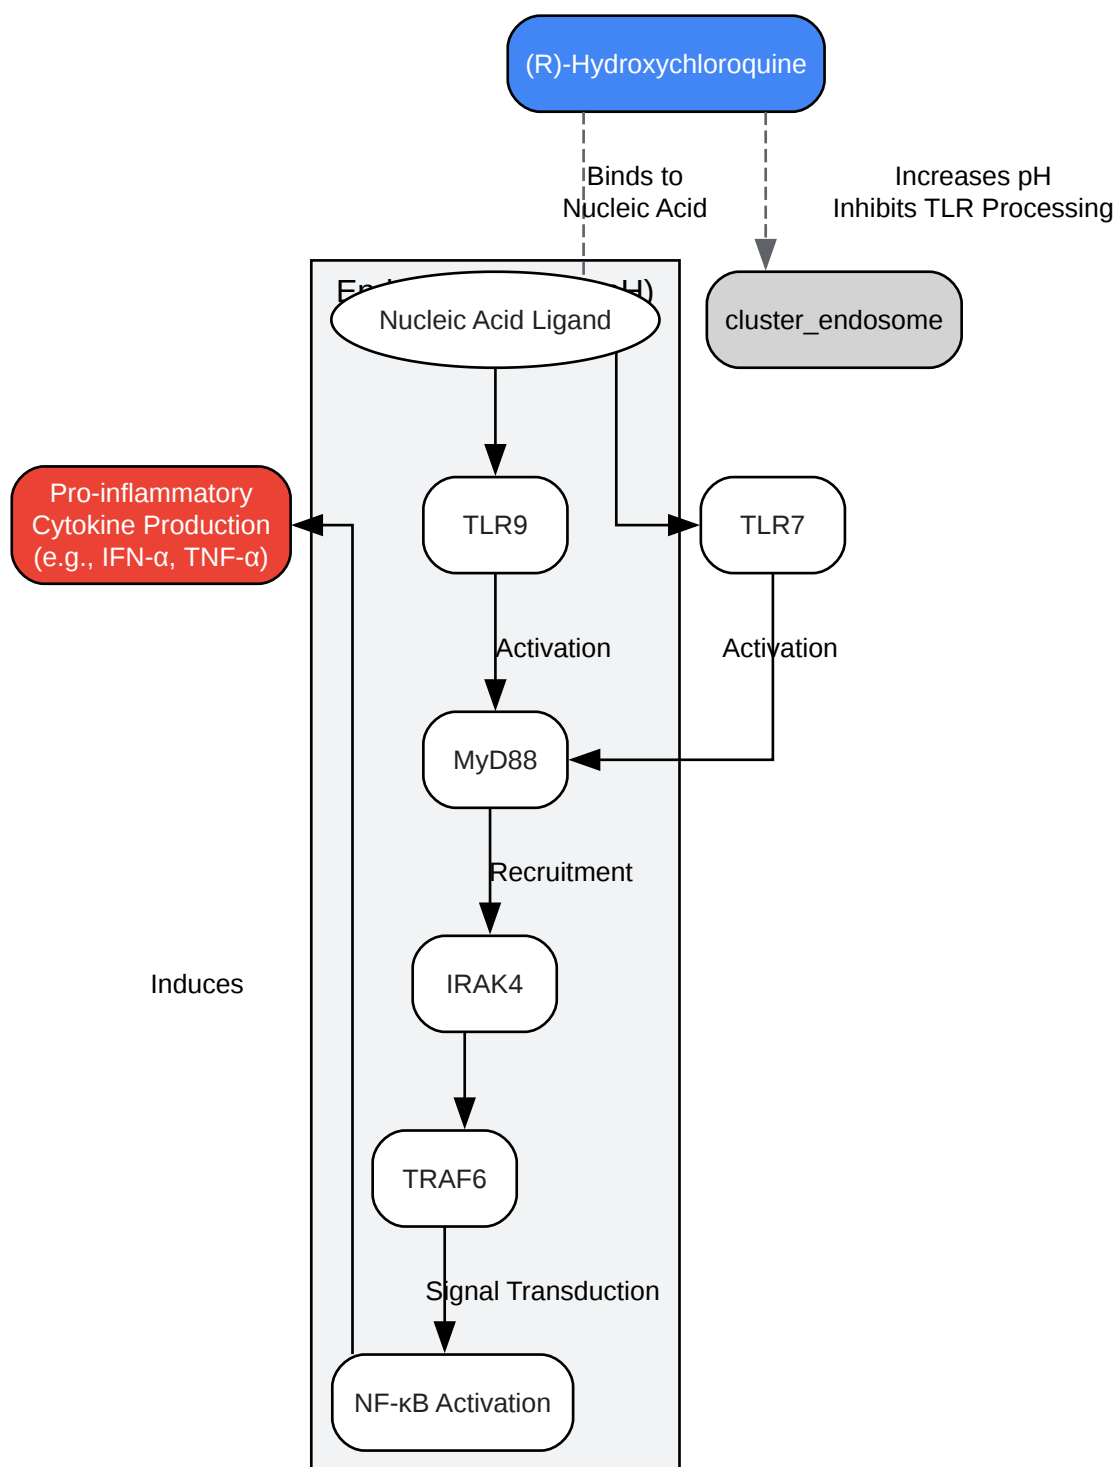 (R)-Hydroxychloroquine
Binds to
Nucleic Acid
Increases pH
Inhibits TLR Processing
Nucleic Acid Ligand
cluster_endosome
Pro-inflammatory
Cytokine Production
(e.g., IFN-α, TNF-α)
TLR9
TLR7
Activation
Activation
MyD88
Recruitment
IRAK4
Induces
TRAF6
Signal Transduction
NF-κB Activation